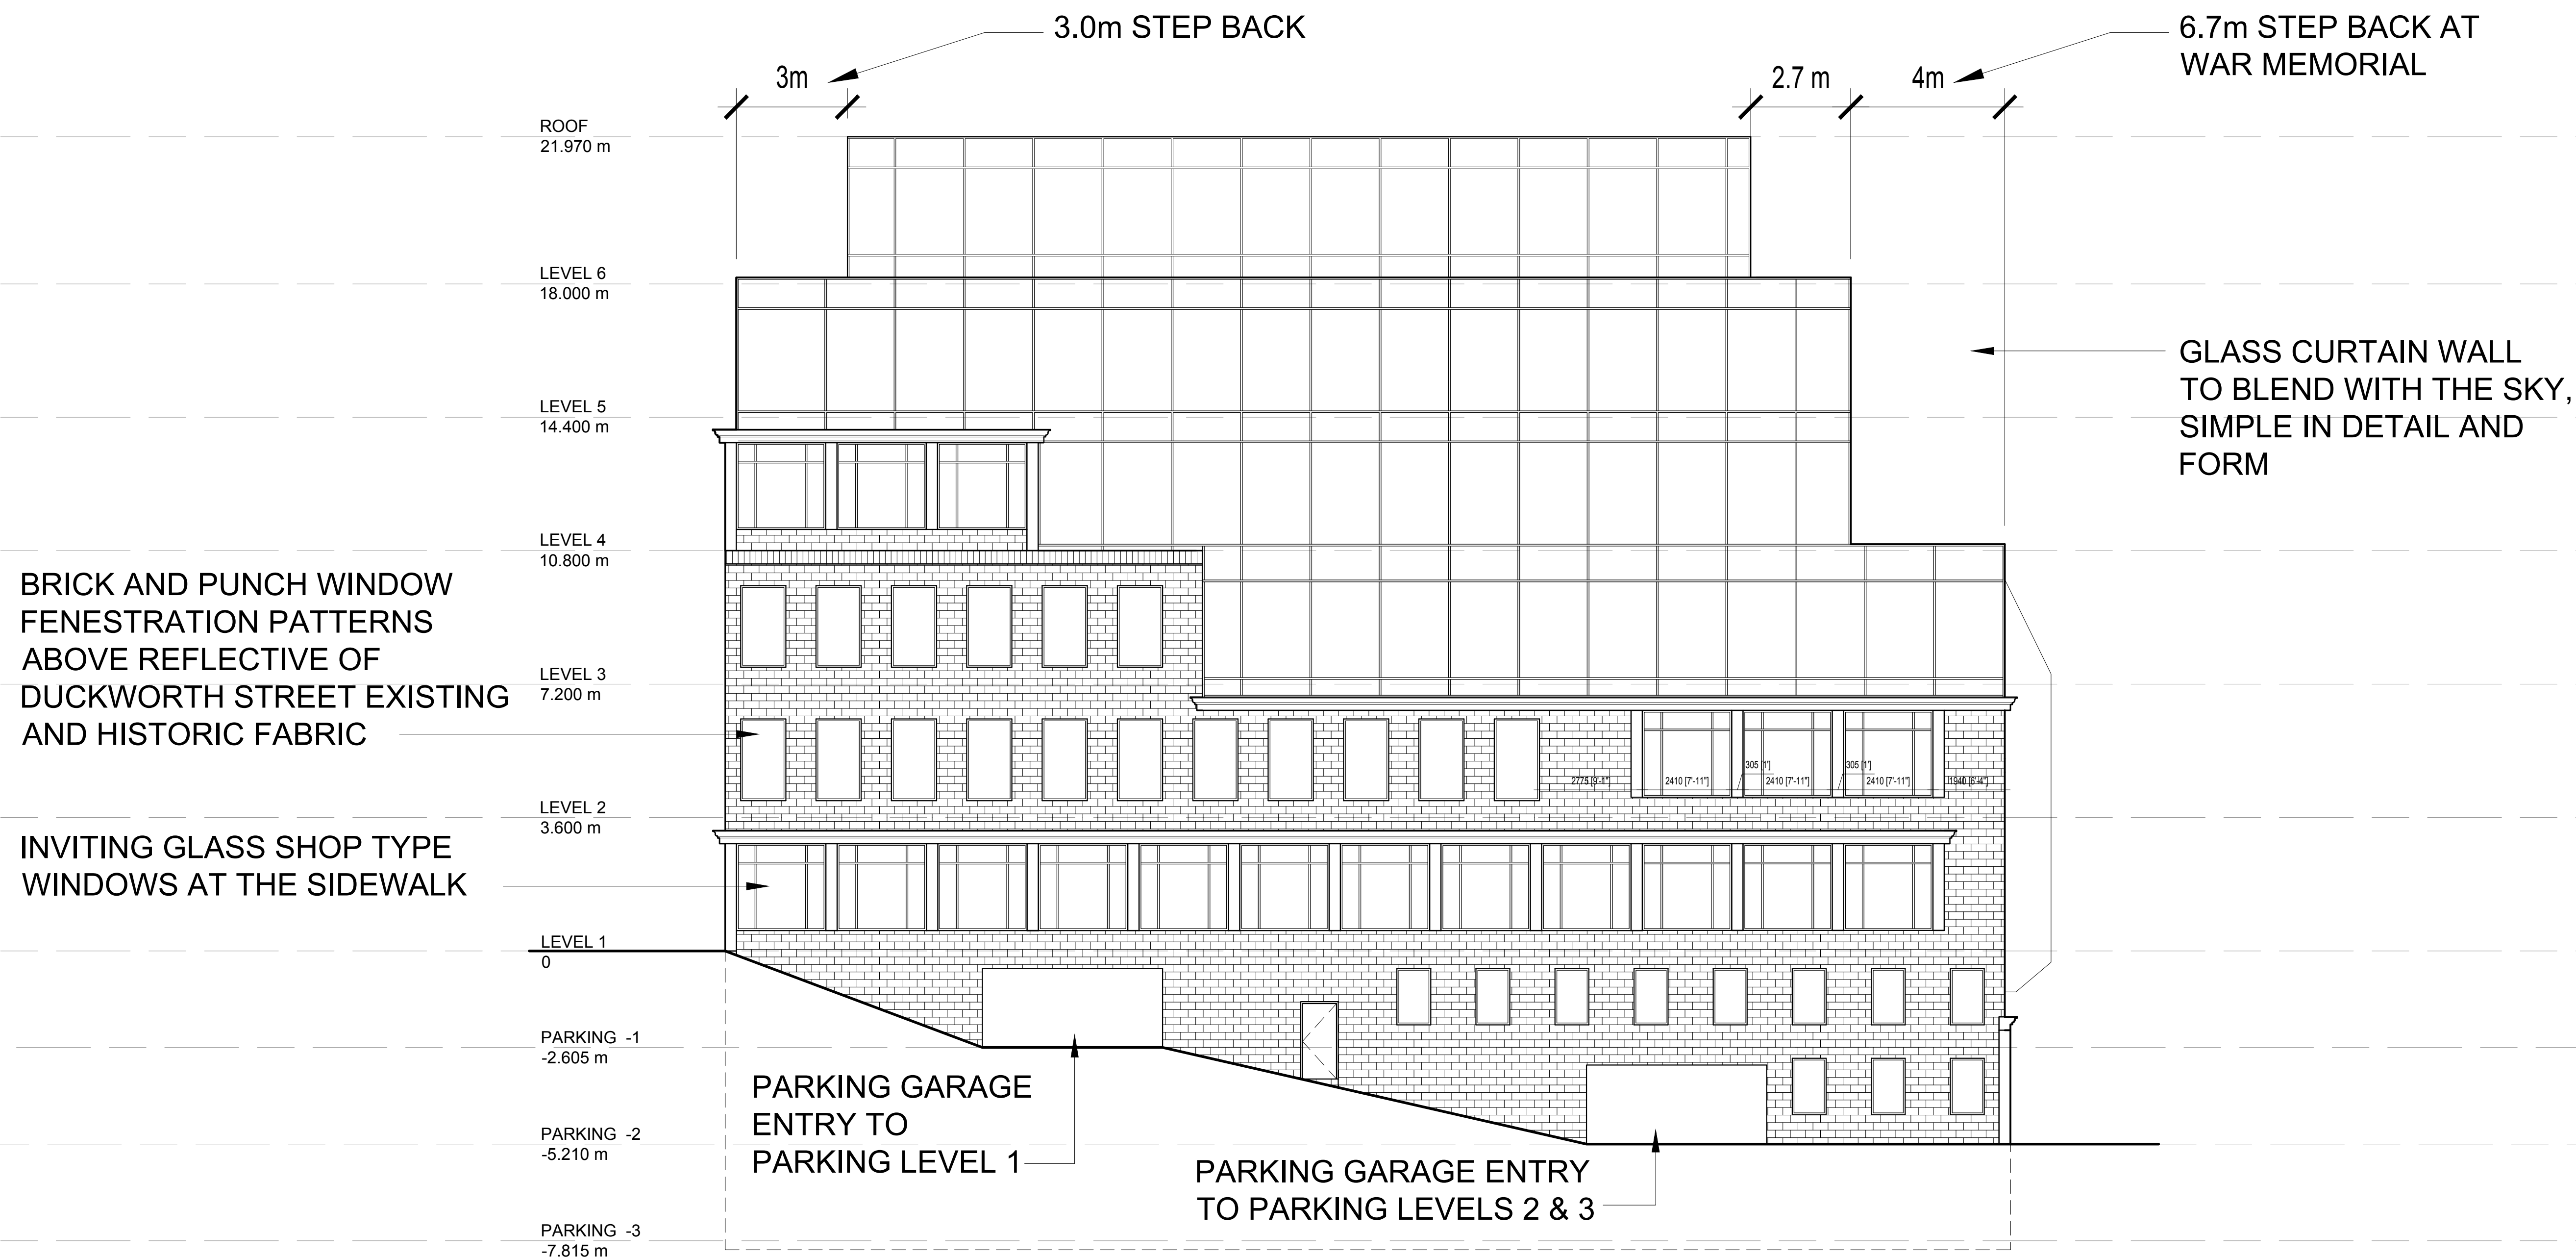 3.0m STEP BACK
6.7m STEP BACK AT
WAR MEMORIAL
3m
2.7 m
4m
ROOF
21.970 m
LEVEL 6
18.000 m
GLASS CURTAIN WALL
TO BLEND WITH THE SKY,
SIMPLE IN DETAIL AND
FORM
LEVEL 5
14.400 m
LEVEL 4
10.800 m
BRICK AND PUNCH WINDOW
FENESTRATION PATTERNS
ABOVE REFLECTIVE OF
DUCKWORTH STREET EXISTING
AND HISTORIC FABRIC
LEVEL 3
7.200 m
305 [1']
305 [1']
2775 [9'-1"]
2410 [7'-11"]
2410 [7'-11"]
2410 [7'-11"]
1940 [6'-4"]
LEVEL 2
3.600 m
INVITING GLASS SHOP TYPE
WINDOWS AT THE SIDEWALK
LEVEL 1
0
PARKING -1
-2.605 m
PARKING GARAGE
ENTRY TO
PARKING LEVEL 1
PARKING -2
-5.210 m
PARKING GARAGE ENTRY
TO PARKING LEVELS 2 & 3
PARKING -3
-7.815 m